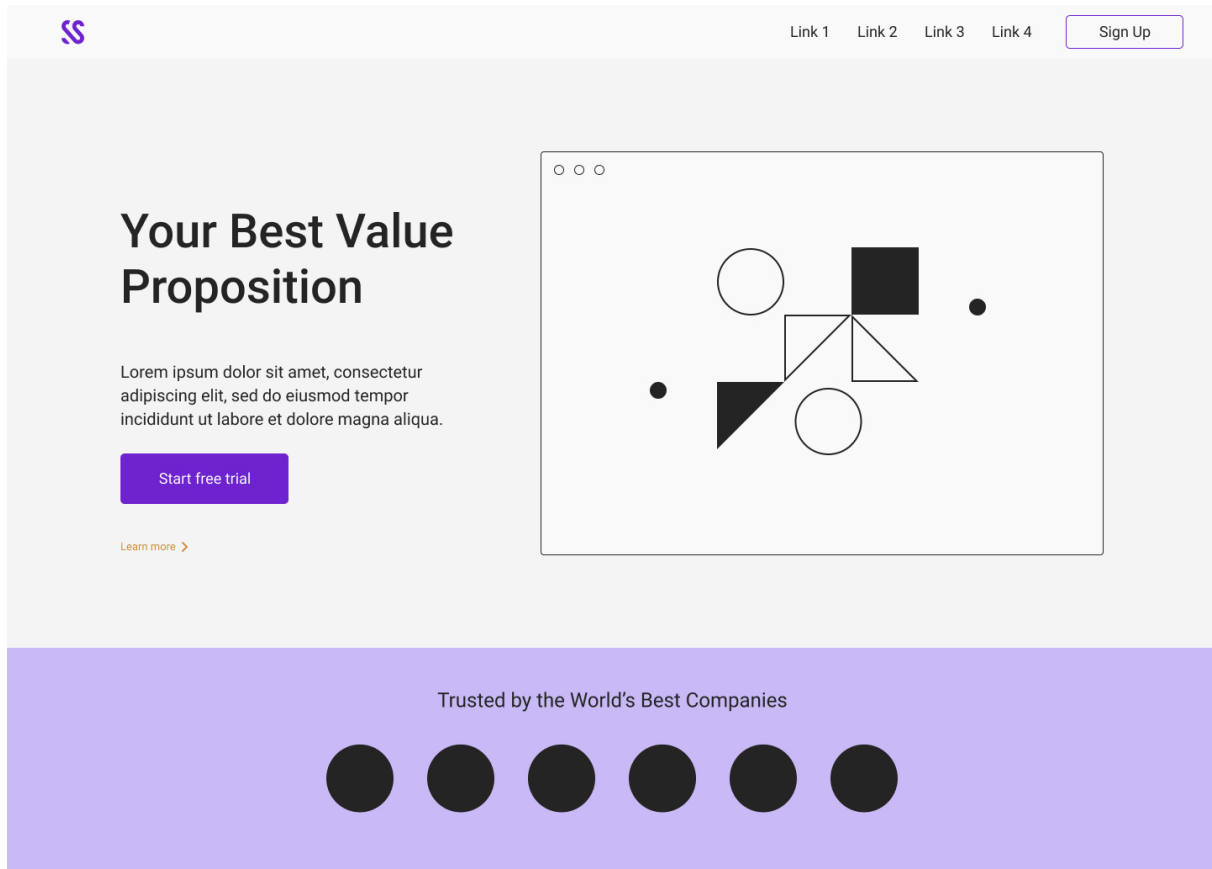 SS
Link 1 Link 2 Link 3 Link 4 Sign Up
Your Best Value
Proposition
Lorem ipsum dolor sit amet, consectetur
adipiscing elit, sed do eiusmod tempor
incididunt ut labore et dolore magna aliqua.
Start free trial
Learn more
Trusted by the World’s Best Companies